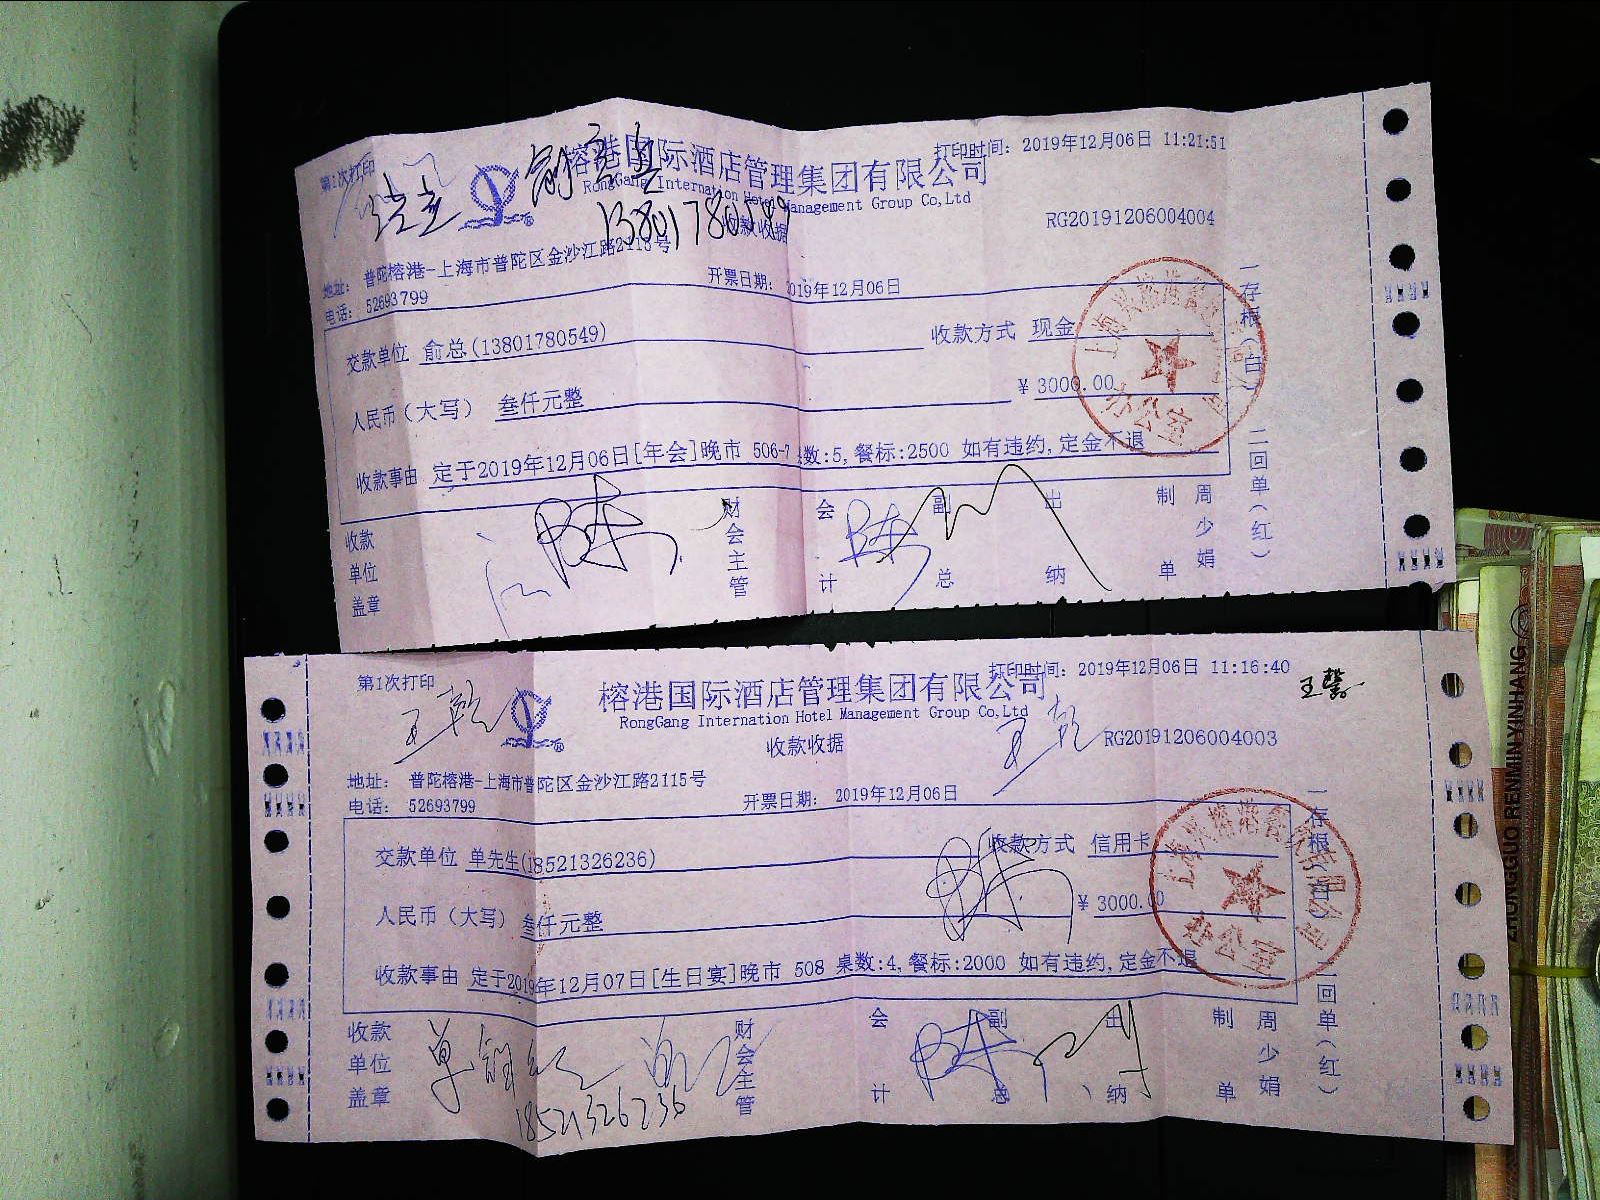 第1次打印
打印时间: 2019年12月06日 11:21:51
榕港国际酒店管理集团有限公司
RongGang Internation Hotel Management Group Co,Ltd
13801780549
收款收据
RG20191206004004
地址: 普陀榕港-上海市普陀区金沙江路2115号
电话: 52693799
开票日期: 2019年12月06日
交款单位 俞总(13801780549)
收款方式 现金
人民币(大写) 叁仟元整
¥ 3000.00
收款事由 定于2019年12月06日[年会]晚市 506-7 桌数:5,餐标:2500 如有违约,定金不退
收款单位盖章
财会主管
会计
副总
出纳
制单
周少娟
一存根(白)
二回单(红)
办公室
第1次打印
打印时间: 2019年12月06日 11:16:40
王乾
榕港国际酒店管理集团有限公司
王馨
RongGang Internation Hotel Management Group Co,Ltd
王乾
收款收据
RG20191206004003
地址: 普陀榕港-上海市普陀区金沙江路2115号
电话: 52693799
开票日期: 2019年12月06日
交款单位 单先生(18521326236)
收款方式 信用卡
人民币(大写) 叁仟元整
¥ 3000.00
收款事由 定于2019年12月07日[生日宴]晚市 508 桌数:4,餐标:2000 如有违约,定金不退
收款单位盖章
财会主管
会计
副总
出纳
制单
周少娟
18521326236
一存根(白)
二回单(红)
办公室
ZHONGGUO RENMIN YINHANG